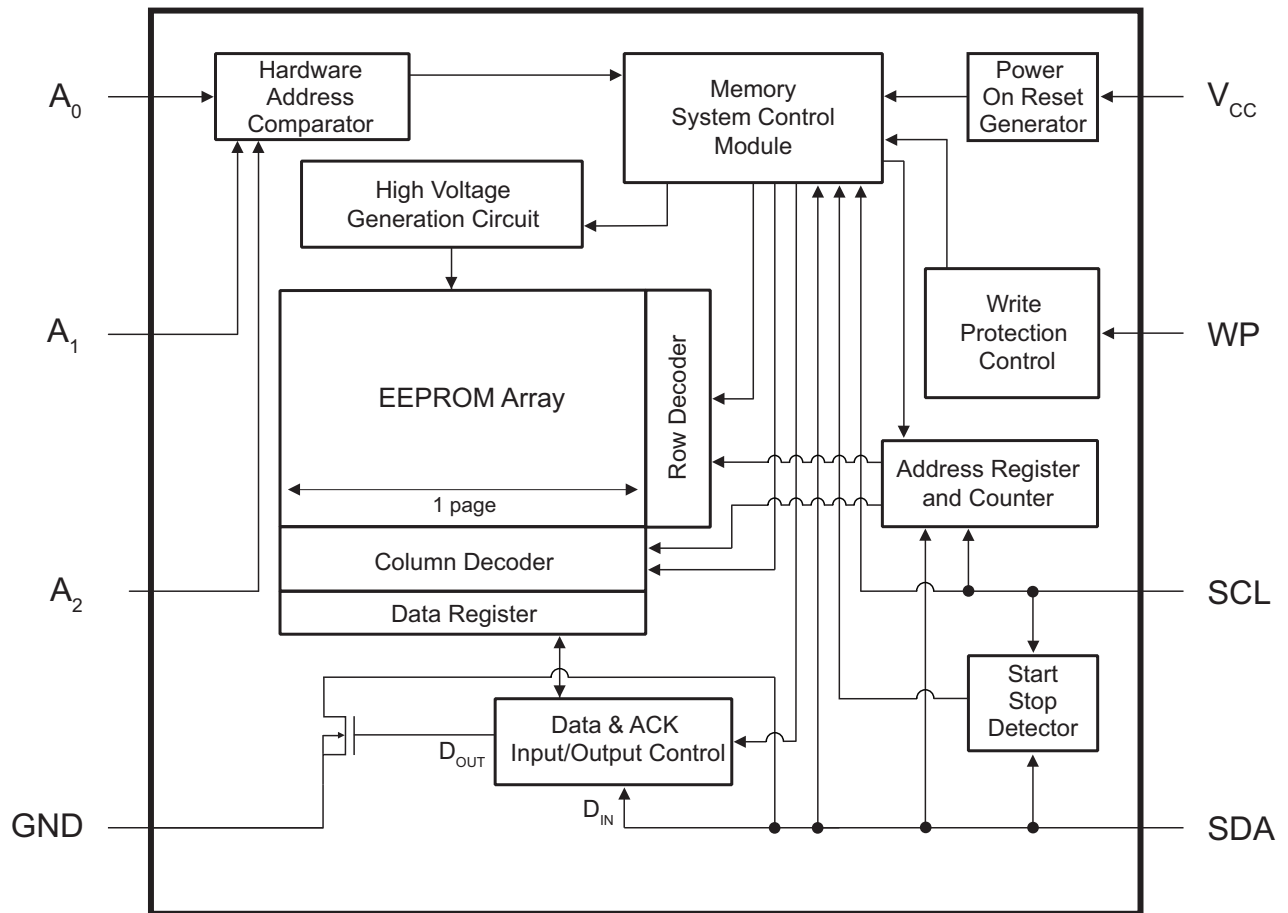 A0
Hardware
Address
Comparator
Memory
System Control
Module
Power
On Reset
Generator
VCC
High Voltage
Generation Circuit
A1
EEPROM Array
Row Decoder
1 page
Write
Protection
Control
WP
Address Register
and Counter
Column Decoder
A2
Data Register
SCL
Start
Stop
Detector
Data & ACK
Input/Output Control
DOUT
DIN
GND
SDA